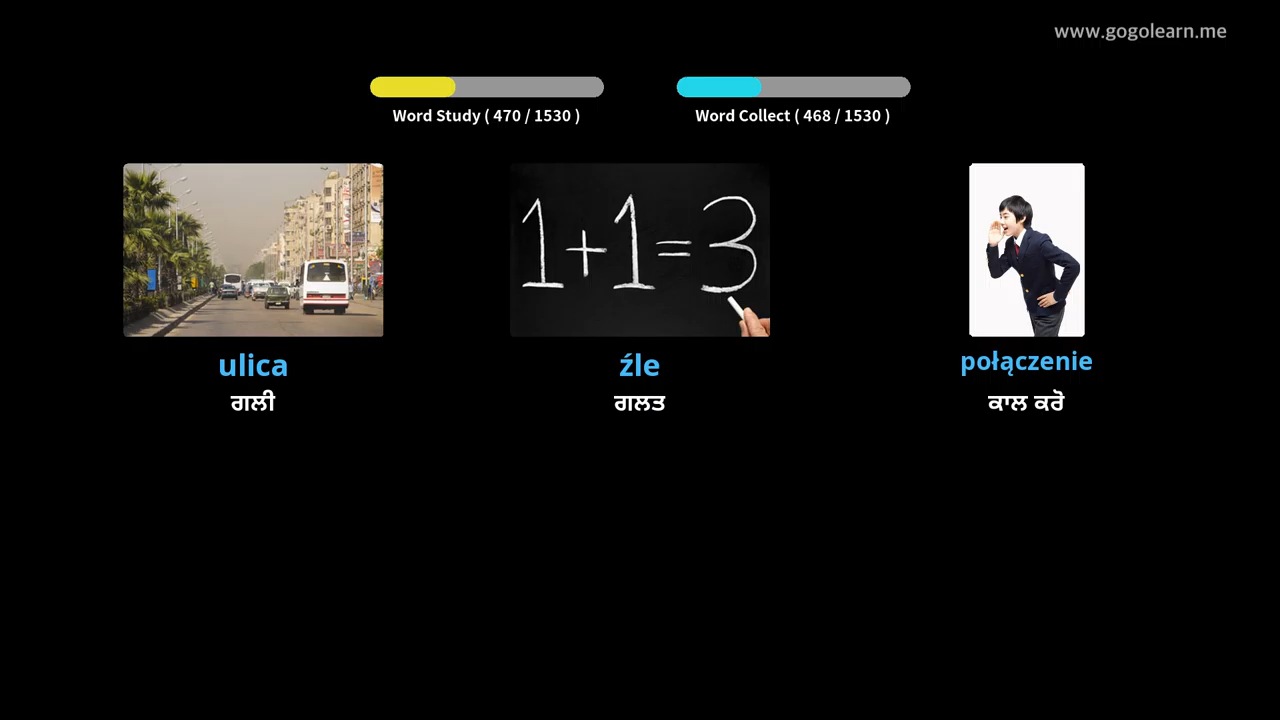 www.gogolearn.me
Word Study ( 470 / 1530 )
Word Collect ( 468 / 1530 )
1+1=3
ulica
źle
połączenie
ਗਲੀ
ਗਲਤ
ਕਾਲ ਕਰੋ